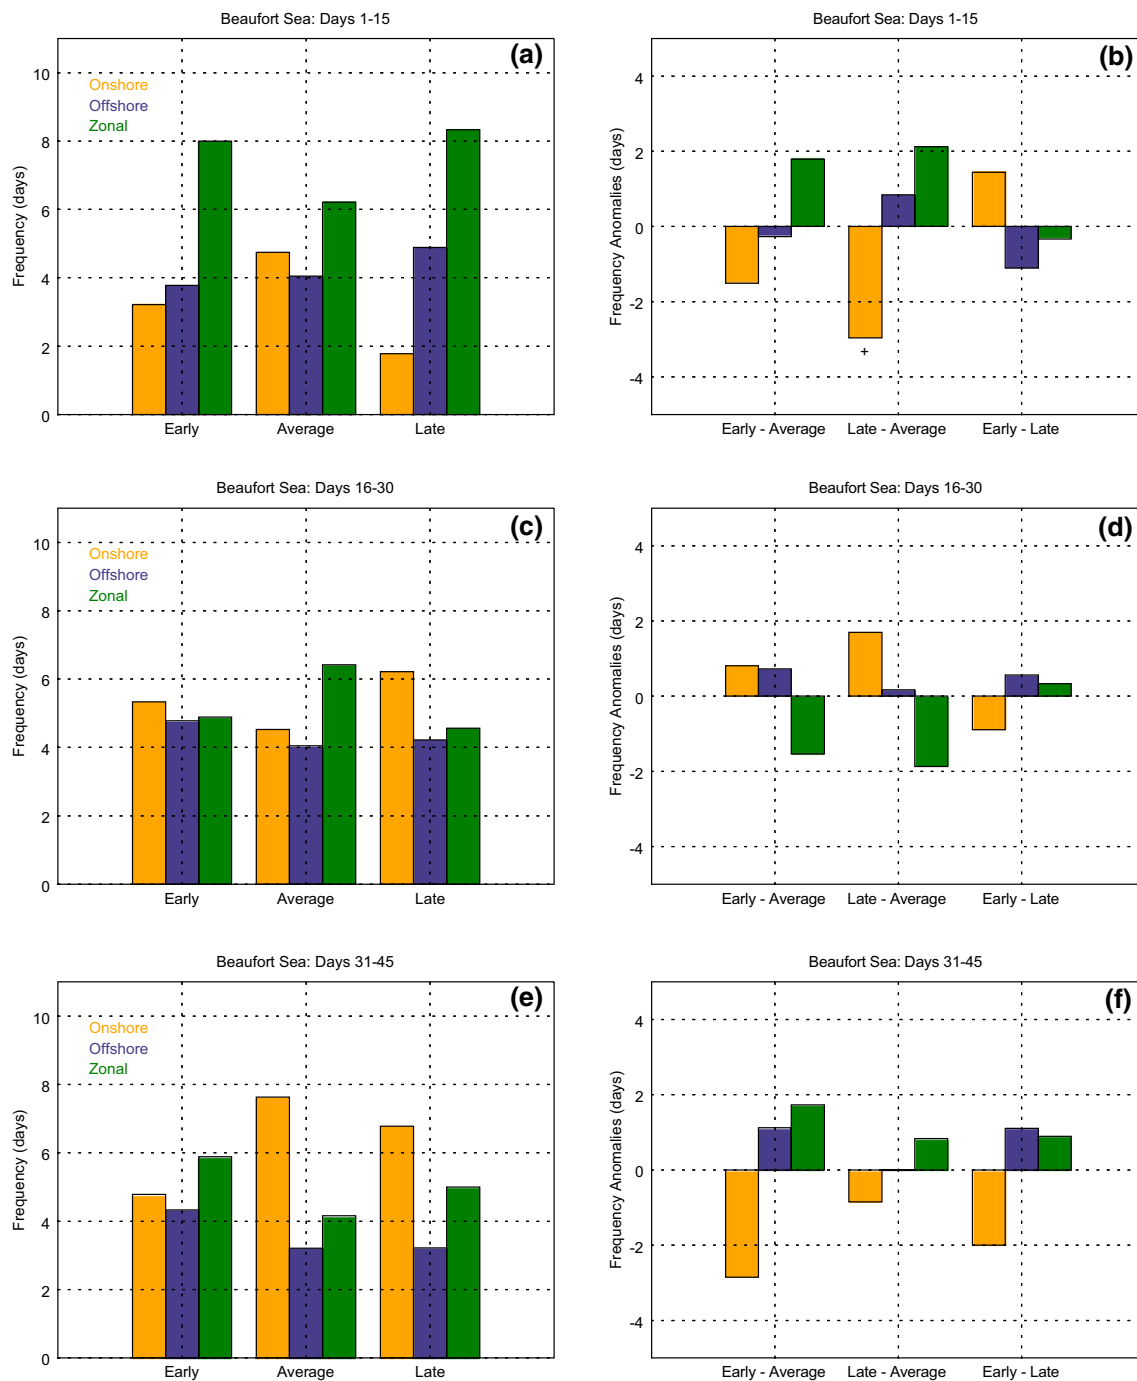 Beaufort Sea: Days 1-15
(a)
Onshore
Offshore
Zonal
Frequency (days)
10
8
6
4
2
0
Early Average Late
Beaufort Sea: Days 1-15
(b)
Frequency Anomalies (days)
4
2
0
-2
-4
+
Early - Average Late - Average Early - Late
Beaufort Sea: Days 16-30
(c)
Onshore
Offshore
Zonal
Frequency (days)
10
8
6
4
2
0
Early Average Late
Beaufort Sea: Days 16-30
(d)
Frequency Anomalies (days)
4
2
0
-2
-4
Early - Average Late - Average Early - Late
Beaufort Sea: Days 31-45
(e)
Onshore
Offshore
Zonal
Frequency (days)
10
8
6
4
2
0
Early Average Late
Beaufort Sea: Days 31-45
(f)
Frequency Anomalies (days)
4
2
0
-2
-4
Early - Average Late - Average Early - Late